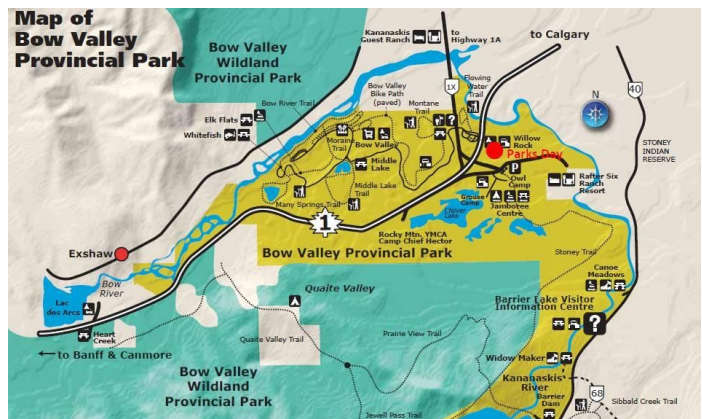 Map of
Bow Valley
Provincial Park
Bow Valley
Wildland
Provincial Park
Kananaskis
Guest Ranch
to
Highway 1A
to Calgary
1X
Flowing
Water
Trail
Bow Valley
Bike Path
(paved)
Montane
Trail
Bow River Trail
Elk Flats
Whitefish
Moraine
Trail
Bow Valley
Middle
Lake
Middle Lake
Trail
Many Springs Trail
?
Willow
Rock
Parks Day
P
Owl
Camp
Grouse
Camp
Chilver
Lake
Jamboree
Centre
Rafter Six
Ranch
Resort
N
40
STONEY
INDIAN
RESERVE
1
Rocky Mtn. YMCA
Camp Chief Hector
Bow Valley Provincial Park
Stoney Trail
Exshaw
Bow
River
Lac
des Arcs
Heart
Creek
to Banff & Canmore
Quaite Valley
Quaite Valley Trail
Prairie View Trail
Canoe
Meadows
Barrier Lake Visitor
Information Centre
?
Widow Maker
Kananaskis
River
Barrier
Dam
68
Sibbald Creek Trail
Bow Valley
Wildland
Provincial Park
Jewell Pass Trail